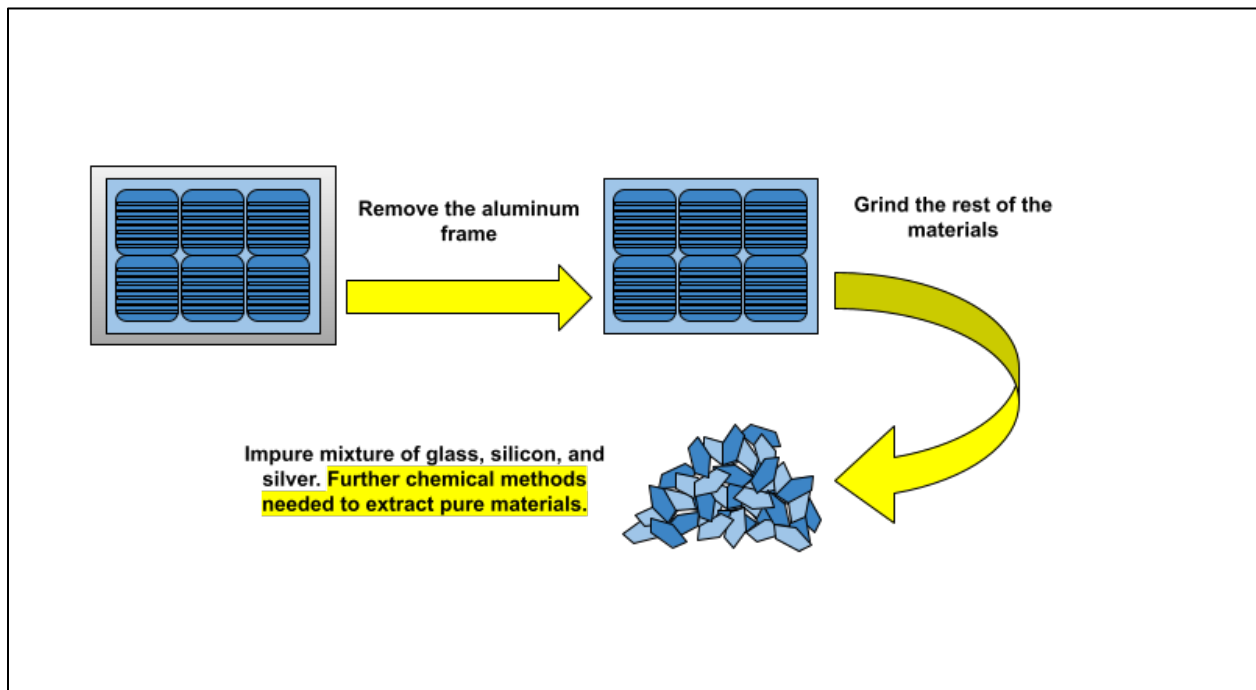 Remove the aluminum
frame
Grind the rest of the
materials
Impure mixture of glass, silicon, and
silver. Further chemical methods
needed to extract pure materials.